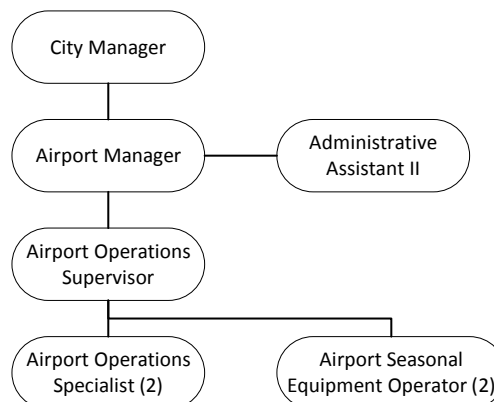 City Manager
Airport Manager
Administrative
Assistant II
Airport Operations
Supervisor
Airport Operations
Specialist (2)
Airport Seasonal
Equipment Operator (2)